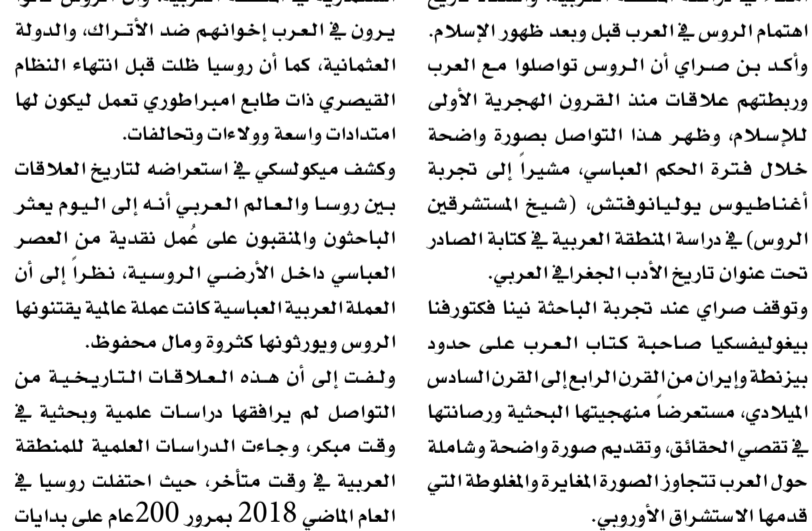 اهتمام الروس في العرب قبل وبعد ظهور الإسلام.
وأكد بن صراي أن الروس تواصلوا مع العرب
وربطتهم علاقات منذ القرون الهجرية الأولى
للإسلام، وظهر هذا التواصل بصورة واضحة
خلال فترة الحكم العباسي، مشيراً إلى تجربة
أغناطيوس يوليانوفتش، (شيخ المستشرقين
الروس) في دراسة المنطقة العربية في كتابة الصادر
تحت عنوان تاريخ الأدب الجغرافي العربي.
وتوقف صراي عند تجربة الباحثة نينا فكتورفنا
بيغوليفسكيا صاحبة كتاب العرب على حدود
بيزنطة وإيران من القرن الرابع إلى القرن السادس
الميلادي، مستعرضاً منهجيتها البحثية ورصانتها
في تقصي الحقائق، وتقديم صورة واضحة وشاملة
حول العرب تتجاوز الصورة المغايرة والمغلوطة التي
قدمها الاستشراق الأوروبي.
يرون في العرب إخوانهم ضد الأتراك، والدولة
العثمانية، كما أن روسيا ظلت قبل انتهاء النظام
القيصري ذات طابع امبراطوري تعمل ليكون لها
امتدادات واسعة وولاءات وتحالفات.
وكشف ميكولسكي في استعراضه لتاريخ العلاقات
بين روسا والعالم العربي أنه إلى اليوم يعثر
الباحثون والمنقبون على عُمل نقدية من العصر
العباسي داخل الأرضي الروسية، نظراً إلى أن
العملة العربية العباسية كانت عملة عالمية يقتنونها
الروس ويورثونها كثروة ومال محفوظ.
ولفت إلى أن هذه العلاقات التاريخية من
التواصل لم يرافقها دراسات علمية وبحثية في
وقت مبكر، وجاءت الدراسات العلمية للمنطقة
العربية في وقت متأخر، حيث احتفلت روسيا في
العام الماضي 2018 بمرور 200عام على بدايات